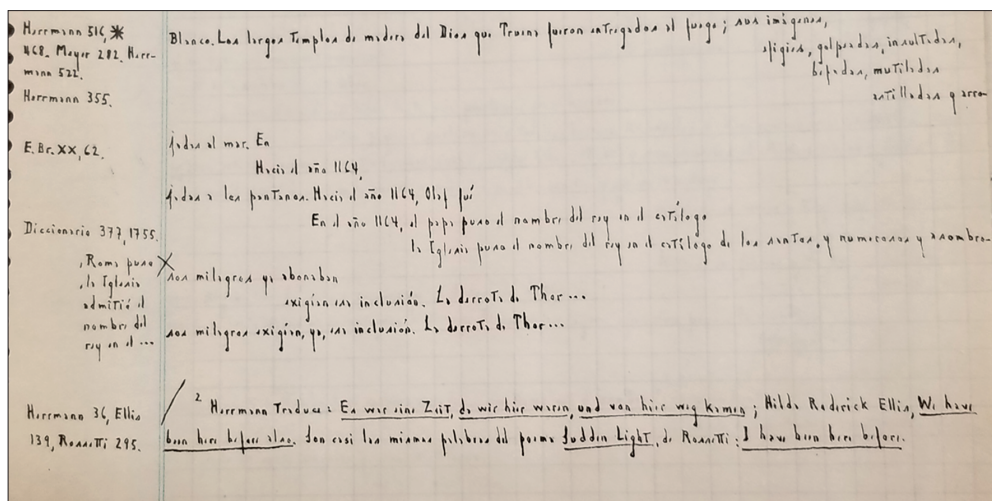 Herrmann 516,*
468. Meyer 282. Herr-
mann 522.
Herrmann 355.
E. Br. XX, 62.
Diccionario 377, 1755.
, Roma puso
, la Iglesia
admitió el
nombre del
rey en el ...
Herrmann 36, Ellis
139, Rossetti 295.
Blanco. Los largos templos de madera del Dios que Truena fueron entregados al fuego; sus imágenes,
efigies, golpeadas, insultadas,
befadas, mutiladas
astilladas y arro-
jadas al mar. En
Hacia el año 1164,
jadas a los pantanos. Hacia el año 1164, Olaf fué
En el año 1164, el papa puso el nombre del rey en el catálogo
la Iglesia puso el nombre del rey en el catálogo de los santos, y numerosos y asombro-
sos milagros ya abonaban
exigían esa inclusión. La derrota de Thor...
sos milagros exigían, ya, esa inclusión. La derrota de Thor...
2 Herrmann traduce: Es war eine Zeit, da wir hier waren, und von hier weg kamen; Hilda Roderick Ellis, We have
been here before also. Son casi las mismas palabras del poema Sudden Light, de Rossetti: I have been here before.